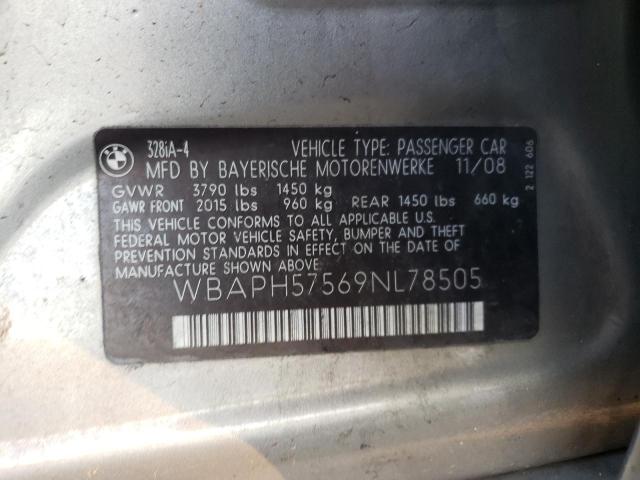 328iA-4 VEHICLE TYPE: PASSENGER CAR
MFD BY BAYERISCHE MOTORENWERKE 11/08
GVWR 3790 lbs 1450 kg
GAWR FRONT 2015 lbs 960 kg REAR 1450 lbs 660 kg
THIS VEHICLE CONFORMS TO ALL APPLICABLE U.S.
FEDERAL MOTOR VEHICLE SAFETY, BUMPER AND THEFT
PREVENTION STANDARDS IN EFFECT ON THE DATE OF
MANUFACTURE SHOWN ABOVE.
WBAPH57569NL78505
2 122 606